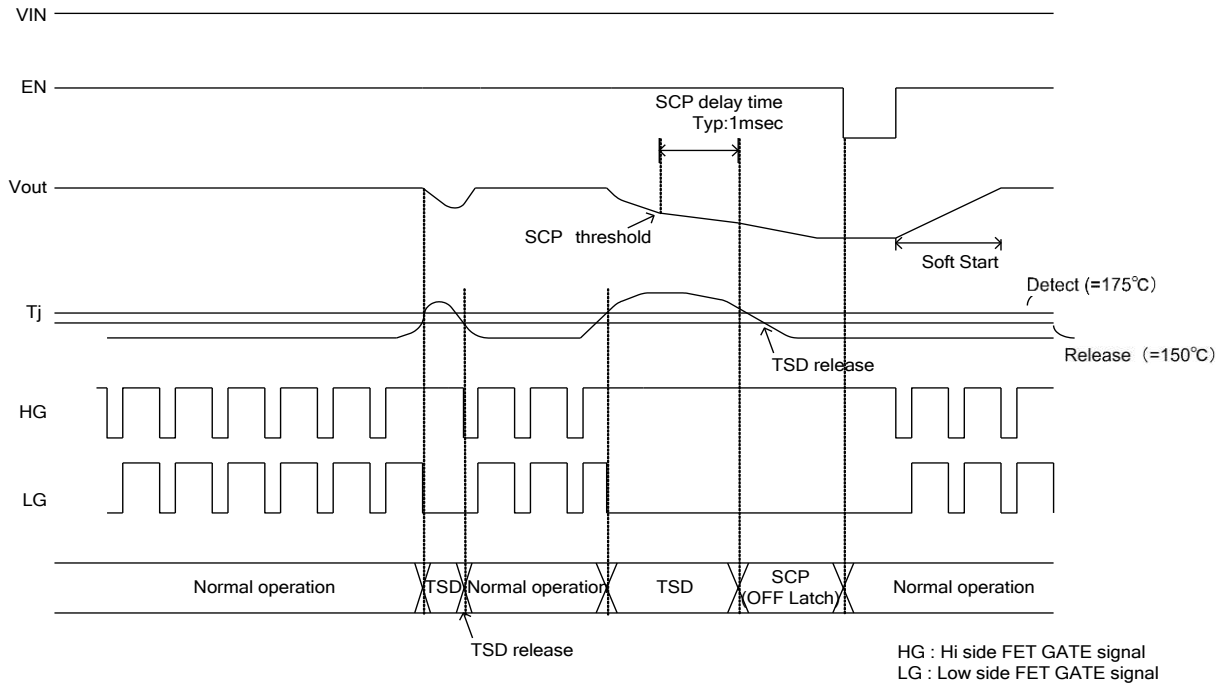 VIN
EN
SCP delay time
Typ:1msec
Vout
SCP threshold
Soft Start
Detect (=175℃)
Tj
TSD release
Release （=150℃）
HG
LG
Normal operation
TSD
Normal operation
TSD
SCP
(OFF Latch)
Normal operation
TSD release
HG : Hi side FET GATE signal
LG : Low side FET GATE signal